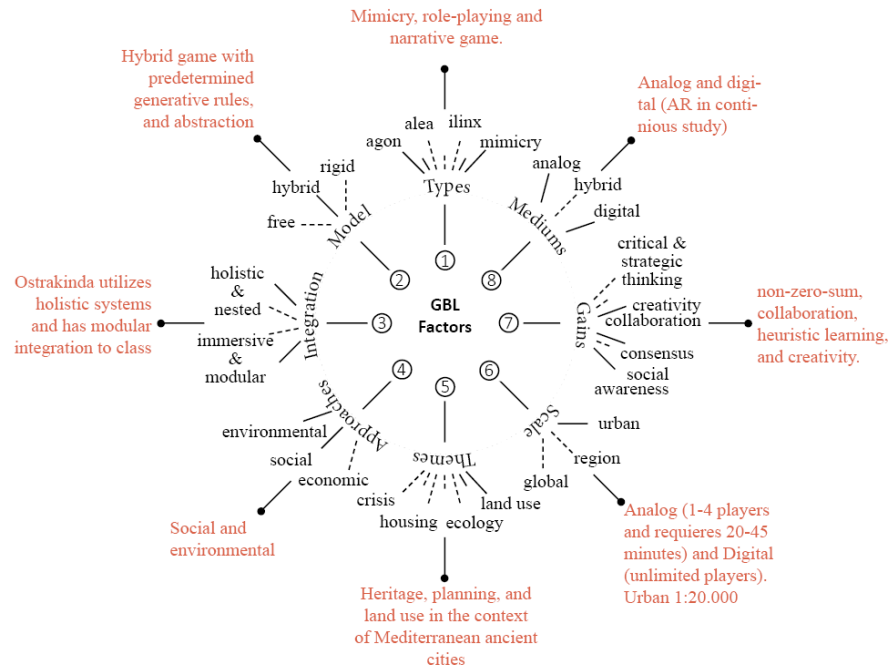 Mimicry, role-playing and
narrative game.
alea
ilinx
agon
mimicry
Types
1
Hybrid game with
predetermined
generative rules,
and abstraction
rigid
hybrid
free
Model
2
Ostrakinda utilizes
holistic systems
and has modular
integration to class
holistic
&
nested
immersive
&
modular
Integration
3
Social and
environmental
environmental
social
economic
Approaches
4
Heritage, planning, and
land use in the context
of Mediterranean ancient
cities
crisis
housing
ecology
land use
Themes
5
Analog (1-4 players
and requieres 20-45
minutes) and Digital
(unlimited players).
Urban 1:20.000
urban
region
global
Scale
6
non-zero-sum,
collaboration,
heuristic learning,
and creativity.
critical &
strategic
thinking
creativity
collaboration
consensus
social
awareness
Gains
7
Analog and digi-
tal (AR in conti-
nious study)
analog
hybrid
digital
Mediums
8
GBL
Factors